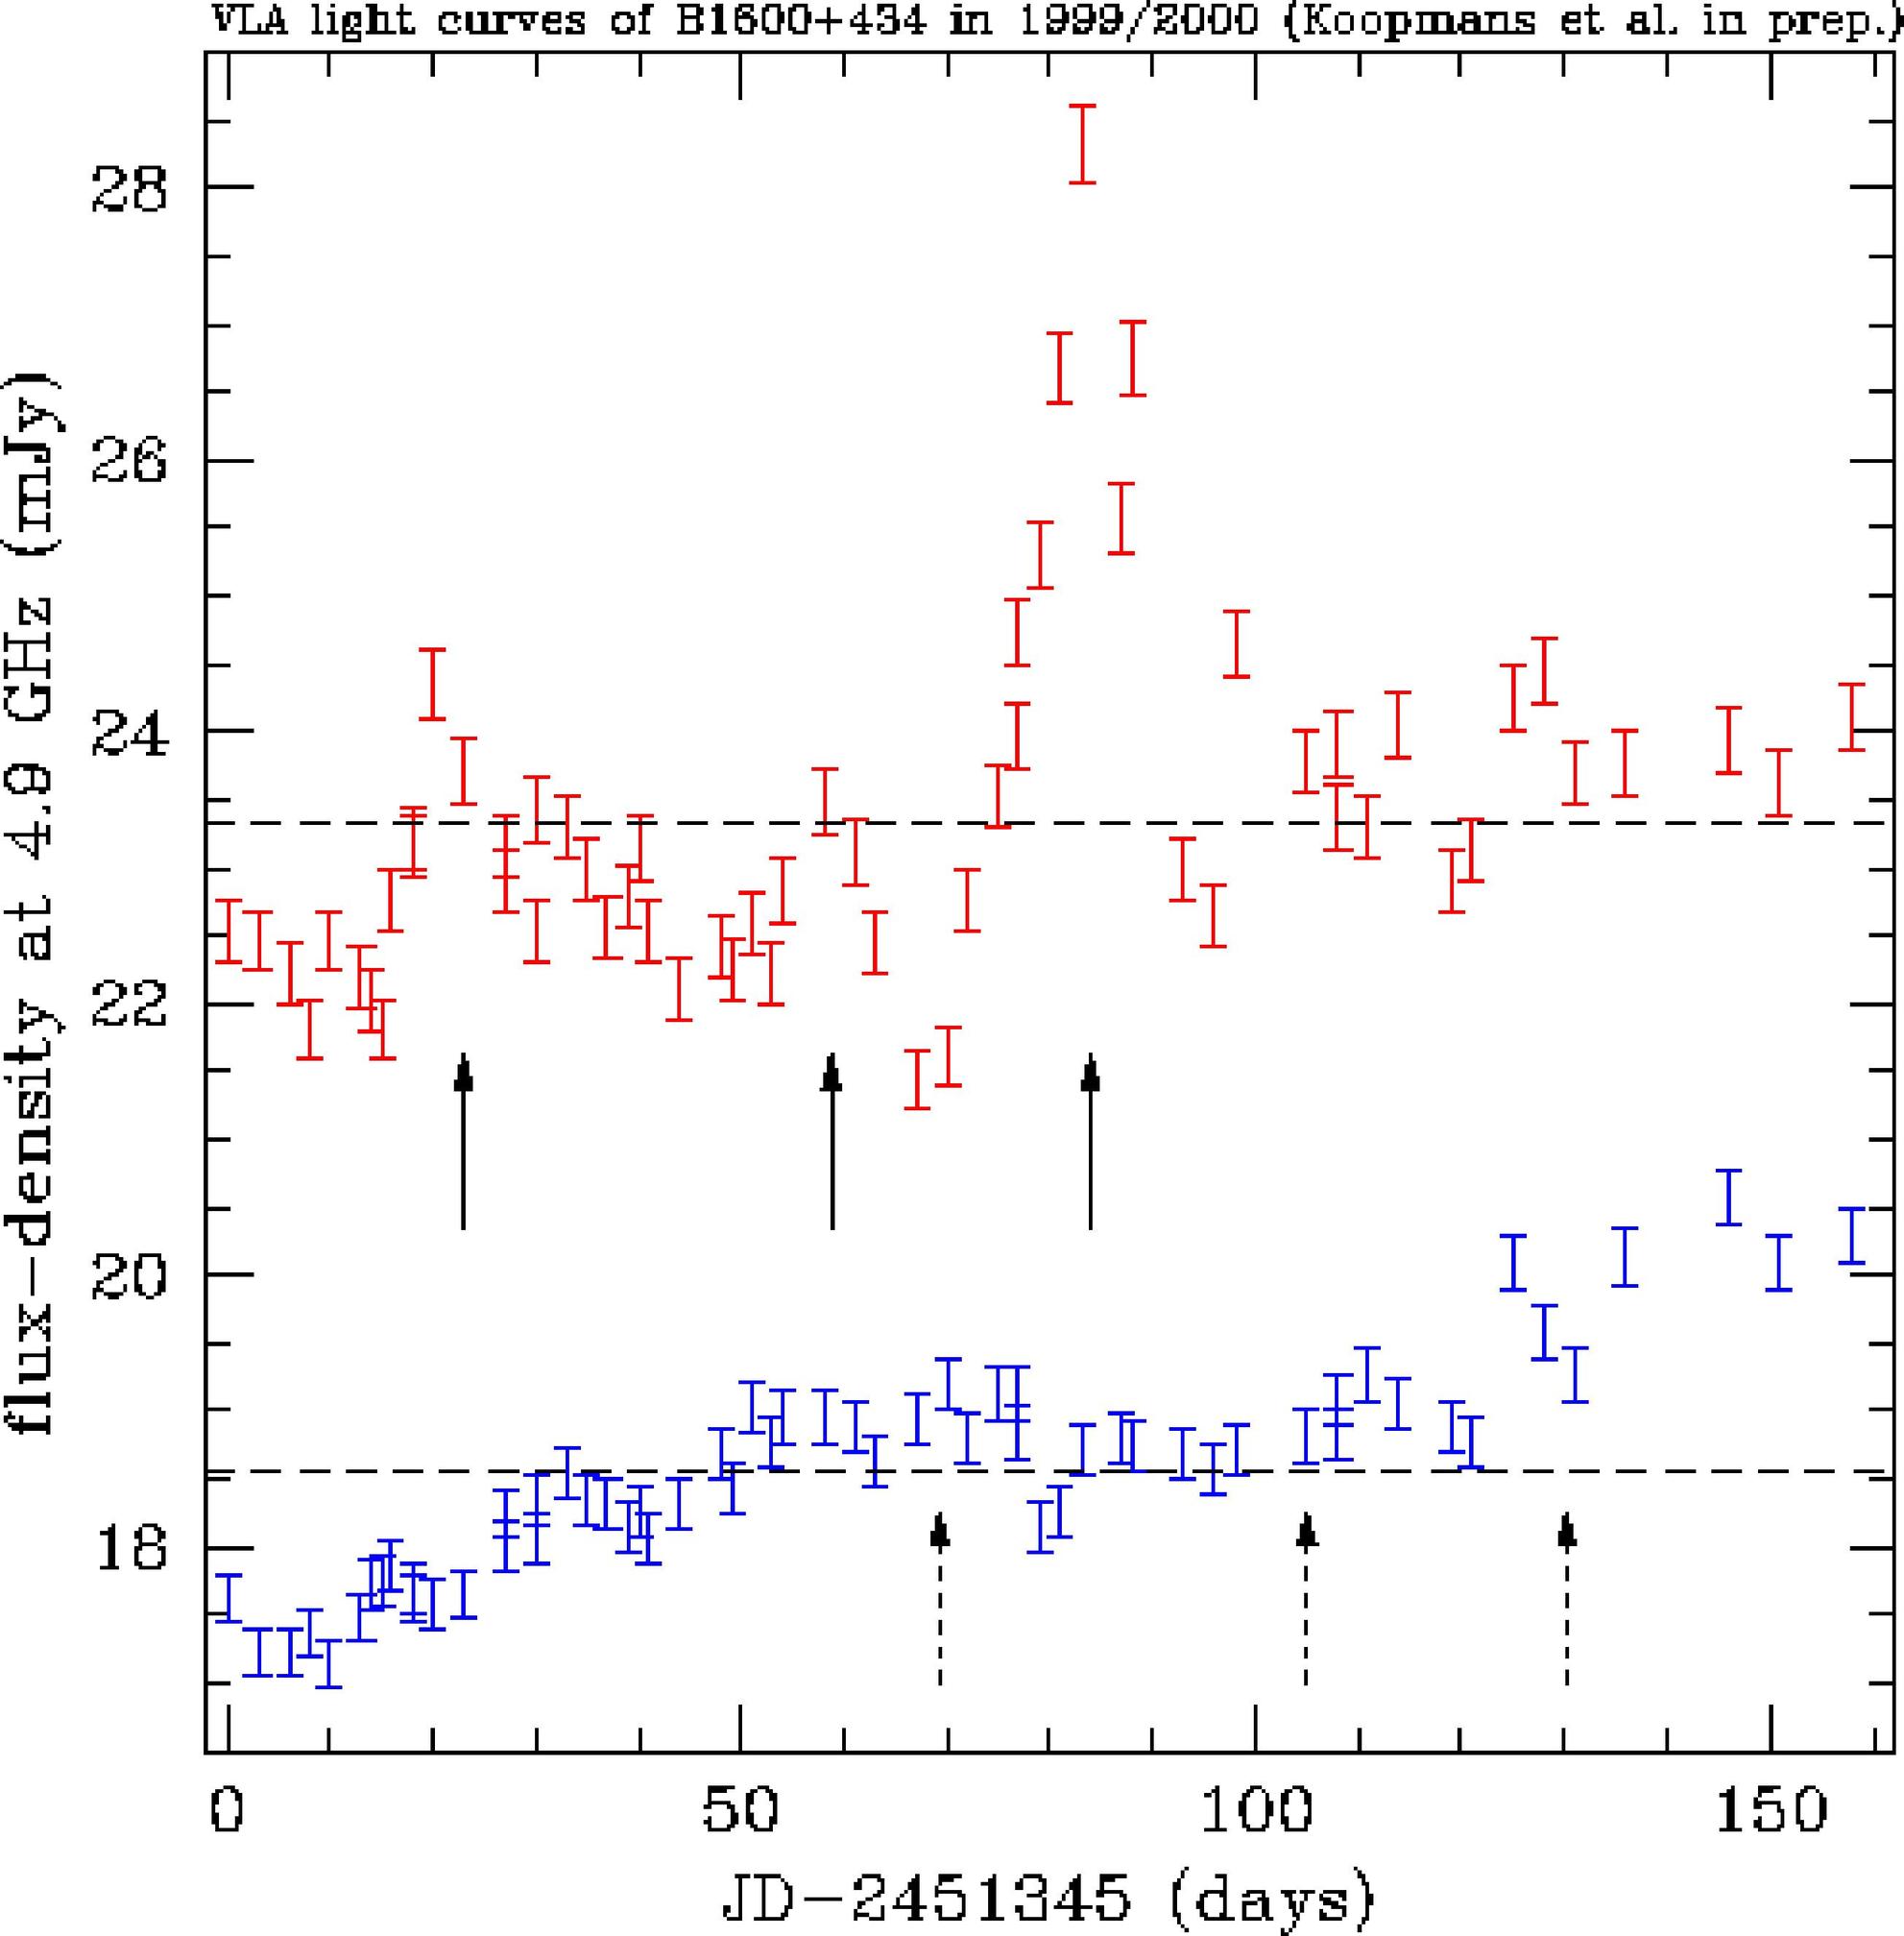 VLA light curves of B1600+434 in 1999/2000 (Koopmans et al. in prep.)
flux-density at 4.9 GHz (mJy)
28
26
24
22
20
18
0 50 100 150
JD-2451345 (days)